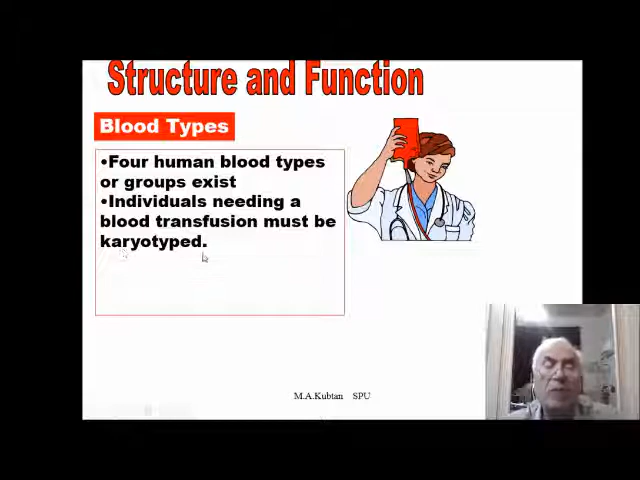 Structure and Function
Blood Types
•Four human blood types
or groups exist
•Individuals needing a
blood transfusion must be
karyotyped.
M.A.Kubtan SPU